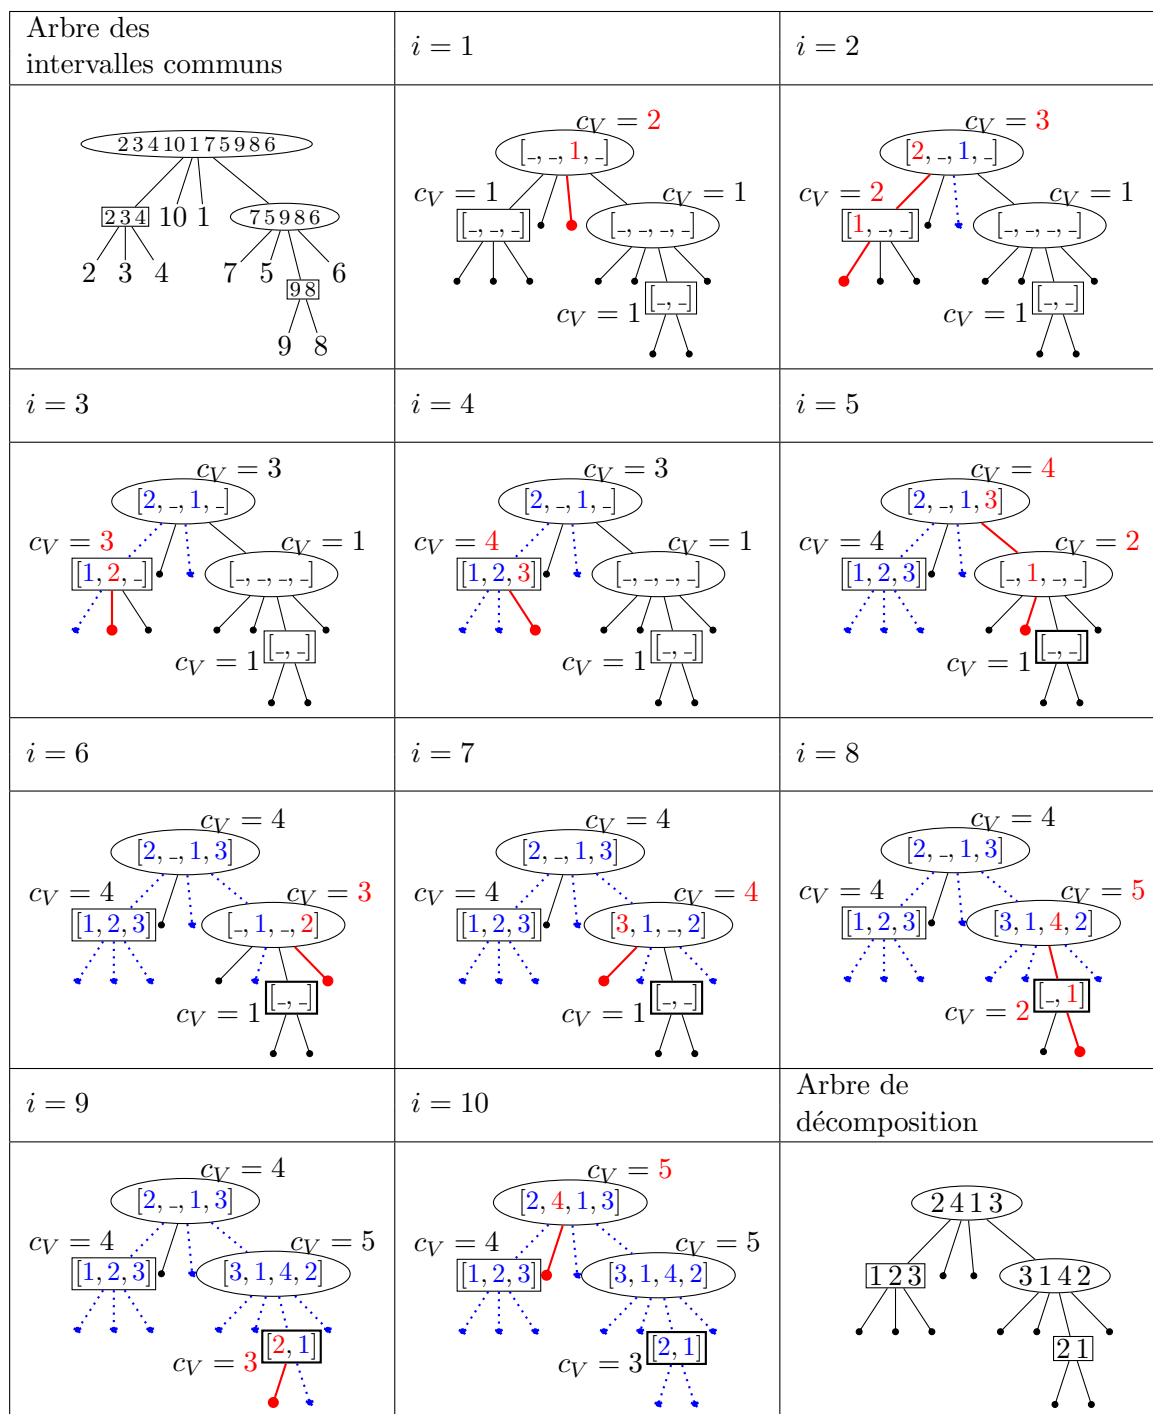 Arbre des
intervalles communs
i = 1
i = 2
2 3 4 10 1 7 5 9 8 6
2 3 4
10
1
7 5 9 8 6
2
3
4
7
5
9 8
6
9
8
c_V = 2
[_, _, 1, _]
c_V = 1
[_, _, _]
c_V = 1
[_, _, _, _]
c_V = 1
[_, _]
c_V = 3
[2, _, 1, _]
c_V = 2
[1, _, _]
c_V = 1
[_, _, _, _]
c_V = 1
[_, _]
i = 3
i = 4
i = 5
c_V = 3
[2, _, 1, _]
c_V = 3
[1, 2, _]
c_V = 1
[_, _, _, _]
c_V = 1
[_, _]
c_V = 3
[2, _, 1, _]
c_V = 4
[1, 2, 3]
c_V = 1
[_, _, _, _]
c_V = 1
[_, _]
c_V = 4
[2, _, 1, 3]
c_V = 4
[1, 2, 3]
c_V = 2
[_, 1, _, _]
c_V = 1
[_, _]
i = 6
i = 7
i = 8
c_V = 4
[2, _, 1, 3]
c_V = 4
[1, 2, 3]
c_V = 3
[_, 1, _, 2]
c_V = 1
[_, _]
c_V = 4
[2, _, 1, 3]
c_V = 4
[1, 2, 3]
c_V = 4
[3, 1, _, 2]
c_V = 1
[_, _]
c_V = 4
[2, _, 1, 3]
c_V = 4
[1, 2, 3]
c_V = 5
[3, 1, 4, 2]
c_V = 2
[_, 1]
i = 9
i = 10
Arbre de
décomposition
c_V = 4
[2, _, 1, 3]
c_V = 4
[1, 2, 3]
c_V = 5
[3, 1, 4, 2]
c_V = 3
[2, 1]
c_V = 5
[2, 4, 1, 3]
c_V = 4
[1, 2, 3]
c_V = 5
[3, 1, 4, 2]
c_V = 3
[2, 1]
2 4 1 3
1 2 3
3 1 4 2
2 1